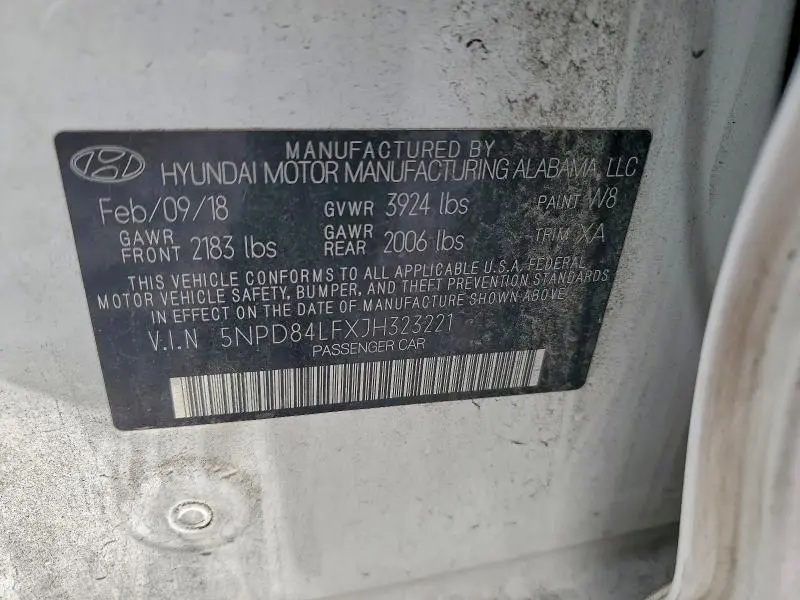 MANUFACTURED BY
HYUNDAI MOTOR MANUFACTURING ALABAMA, LLC
Feb/09/18 GVWR 3924 lbs PAINT W8
GAWR FRONT 2183 lbs GAWR REAR 2006 lbs TRIM XA
THIS VEHICLE CONFORMS TO ALL APPLICABLE U.S.A. FEDERAL
MOTOR VEHICLE SAFETY, BUMPER, AND THEFT PREVENTION STANDARDS
IN EFFECT ON THE DATE OF MANUFACTURE SHOWN ABOVE
V.I.N 5NPD84LFXJH323221
PASSENGER CAR